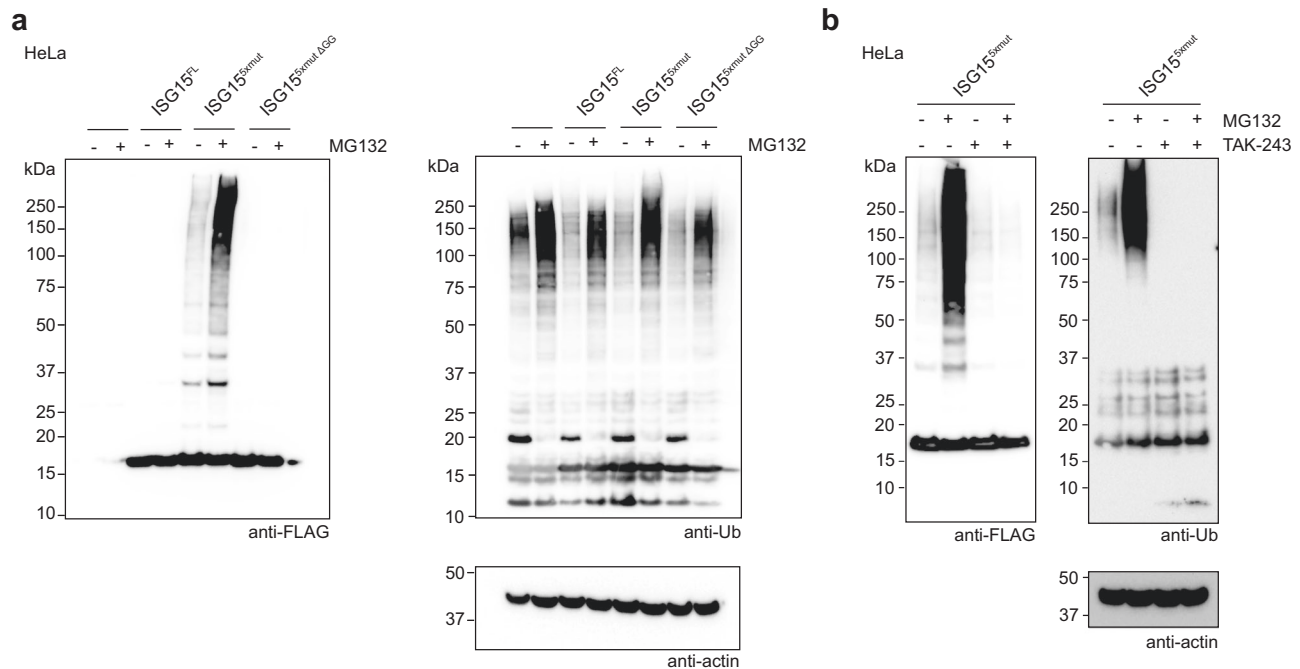 a
HeLa
ISG15FL
ISG155xmut
ISG155xmut ΔGG
- + - + - + - + MG132
kDa
250
150
100
75
50
37
25
20
15
10
anti-FLAG
ISG15FL
ISG155xmut
ISG155xmut ΔGG
- + - + - + - + MG132
kDa
250
150
100
75
50
37
25
20
15
10
anti-Ub
50
37
anti-actin
b
HeLa
ISG155xmut
- + - +
- - + +
kDa
250
150
100
75
50
37
25
20
15
10
anti-FLAG
ISG155xmut
- + - + MG132
- - + + TAK-243
kDa
250
150
100
75
50
37
25
20
15
10
anti-Ub
50
37
anti-actin